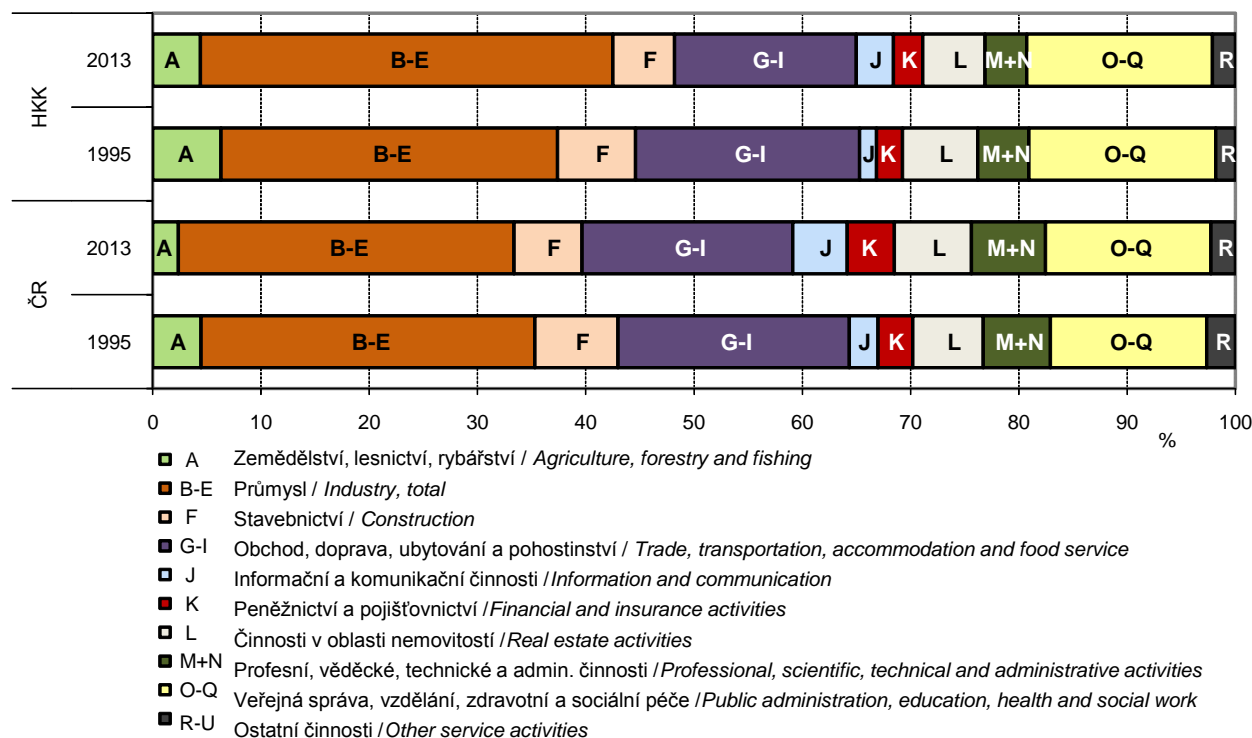 HKK
2013
A B-E F G-I J K L M+N O-Q R
1995
A B-E F G-I J K L M+N O-Q R
ČR
2013
A B-E F G-I J K L M+N O-Q R
1995
A B-E F G-I J K L M+N O-Q R
0 10 20 30 40 50 60 70 80 90 100
%
A Zemědělství, lesnictví, rybářství / Agriculture, forestry and fishing
B-E Průmysl / Industry, total
F Stavebnictví / Construction
G-I Obchod, doprava, ubytování a pohostinství / Trade, transportation, accommodation and food service
J Informační a komunikační činnosti /Information and communication
K Peněžnictví a pojišťovnictví /Financial and insurance activities
L Činnosti v oblasti nemovitostí /Real estate activities
M+N Profesní, věděcké, technické a admin. činnosti /Professional, scientific, technical and administrative activities
O-Q Veřejná správa, vzdělání, zdravotní a sociální péče /Public administration, education, health and social work
R-U Ostatní činnosti /Other service activities